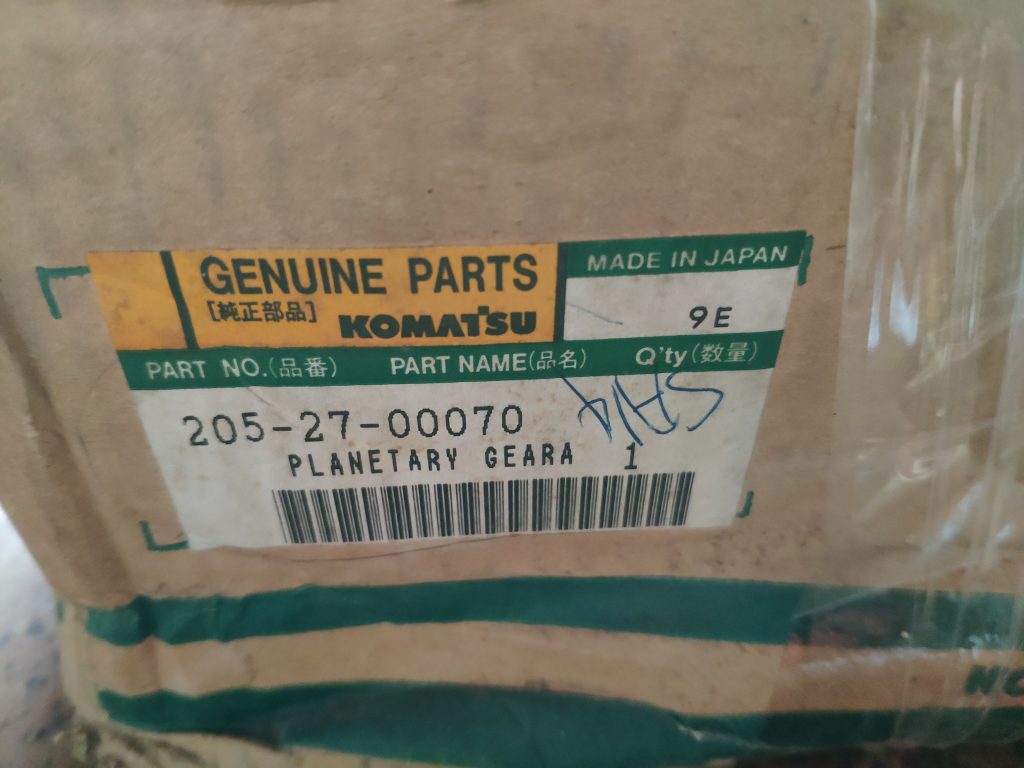 GENUINE PARTS
[純正部品]
KOMATSU
MADE IN JAPAN
9E
PART NO.(品番) PART NAME(品名) Q'ty(数量)
205-27-00070
PLANETARY GEARA 1